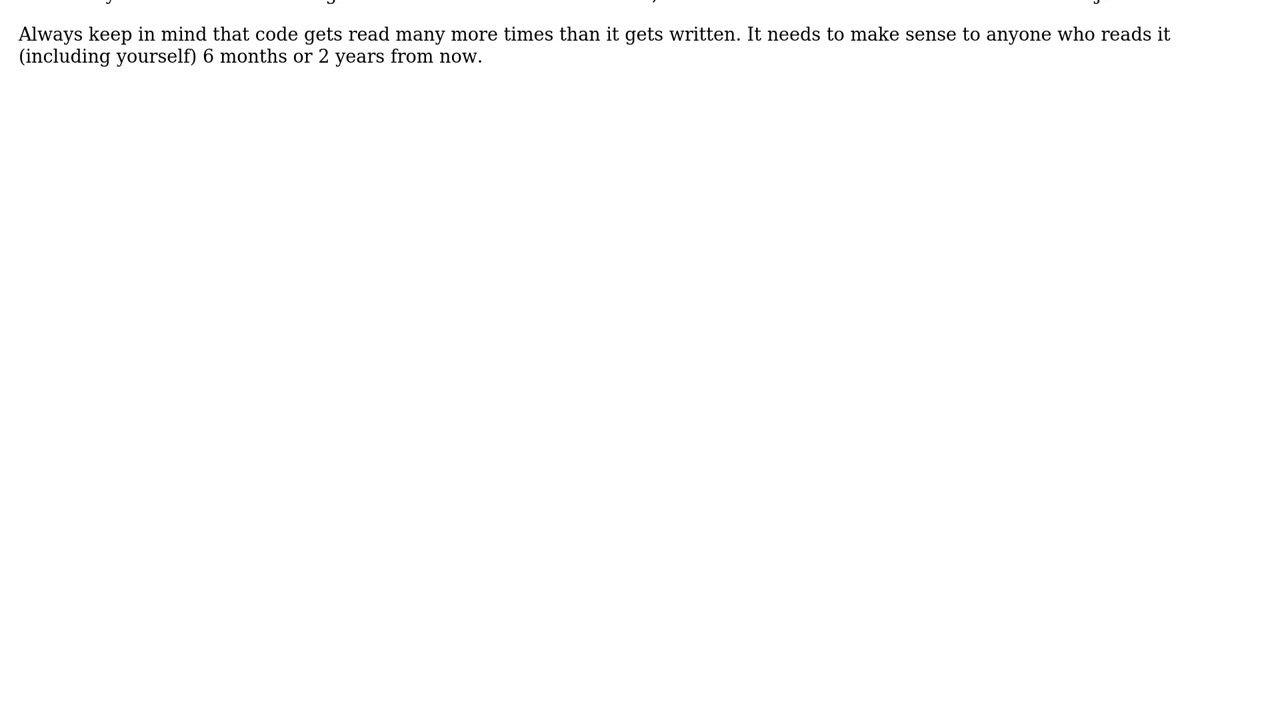 Always keep in mind that code gets read many more times than it gets written. It needs to make sense to anyone who reads it
(including yourself) 6 months or 2 years from now.